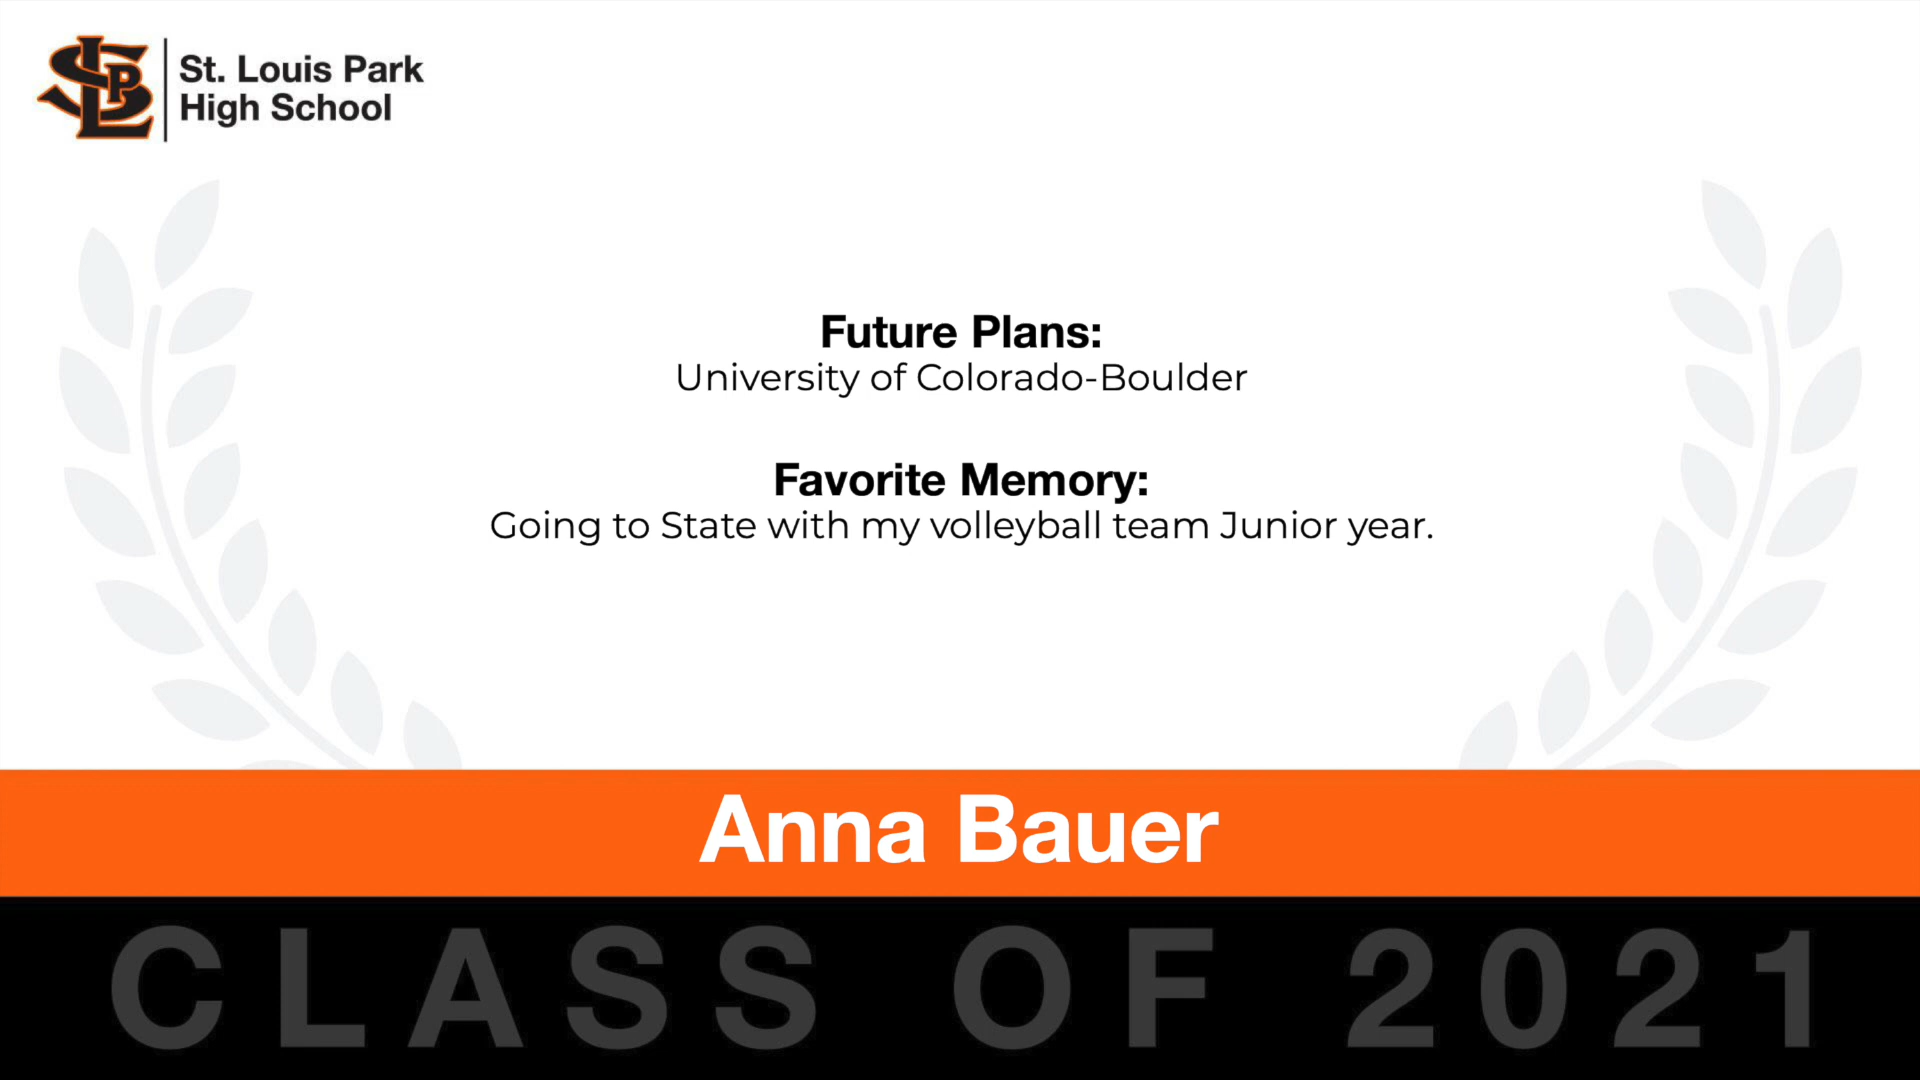 SLP
St. Louis Park
High School
Future Plans:
University of Colorado-Boulder
Favorite Memory:
Going to State with my volleyball team Junior year.
Anna Bauer
CLASS OF 2021